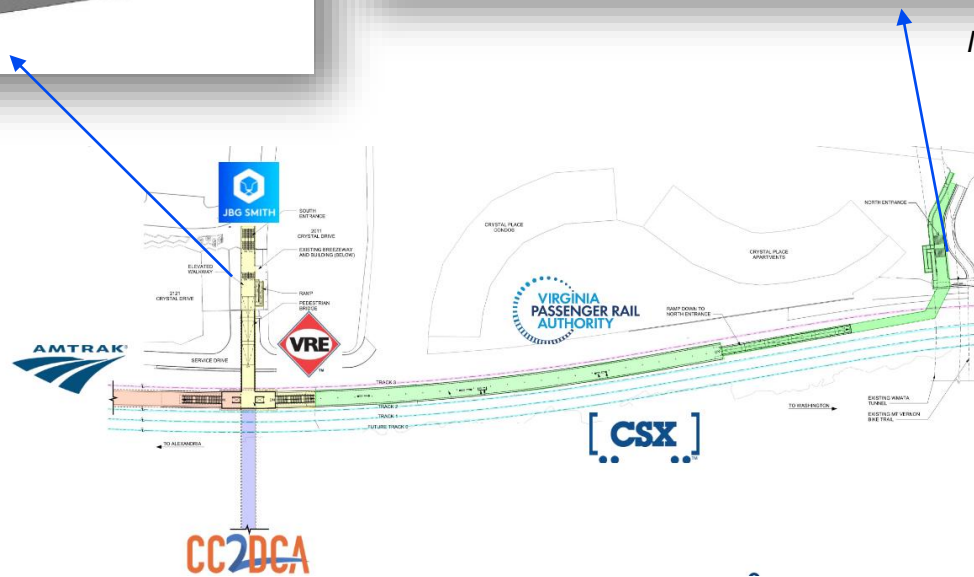 JBG SMITH
SOUTH
ENTRANCE
2011
CRYSTAL DRIVE
EXISTING BREEZEWAY
AND BUILDING (BELOW)
ELEVATED
WALKWAY
RAMP
2121
CRYSTAL DRIVE
PEDESTRIAN
BRIDGE
SERVICE DRIVE
VRE
AMTRAK
CRYSTAL PLACE
CONDO
CRYSTAL PLACE
APARTMENTS
NORTH ENTRANCE
VIRGINIA
PASSENGER RAIL
AUTHORITY
RAMP DOWN TO
NORTH ENTRANCE
TRACK 3
TRACK 2
TRACK 1
FUTURE TRACK 0
TO ALEXANDRIA
TO WASHINGTON
EXISTING WMATA
TUNNEL
EXISTING MT VERNON
BIKE TRAIL
CSX
CC2DCA